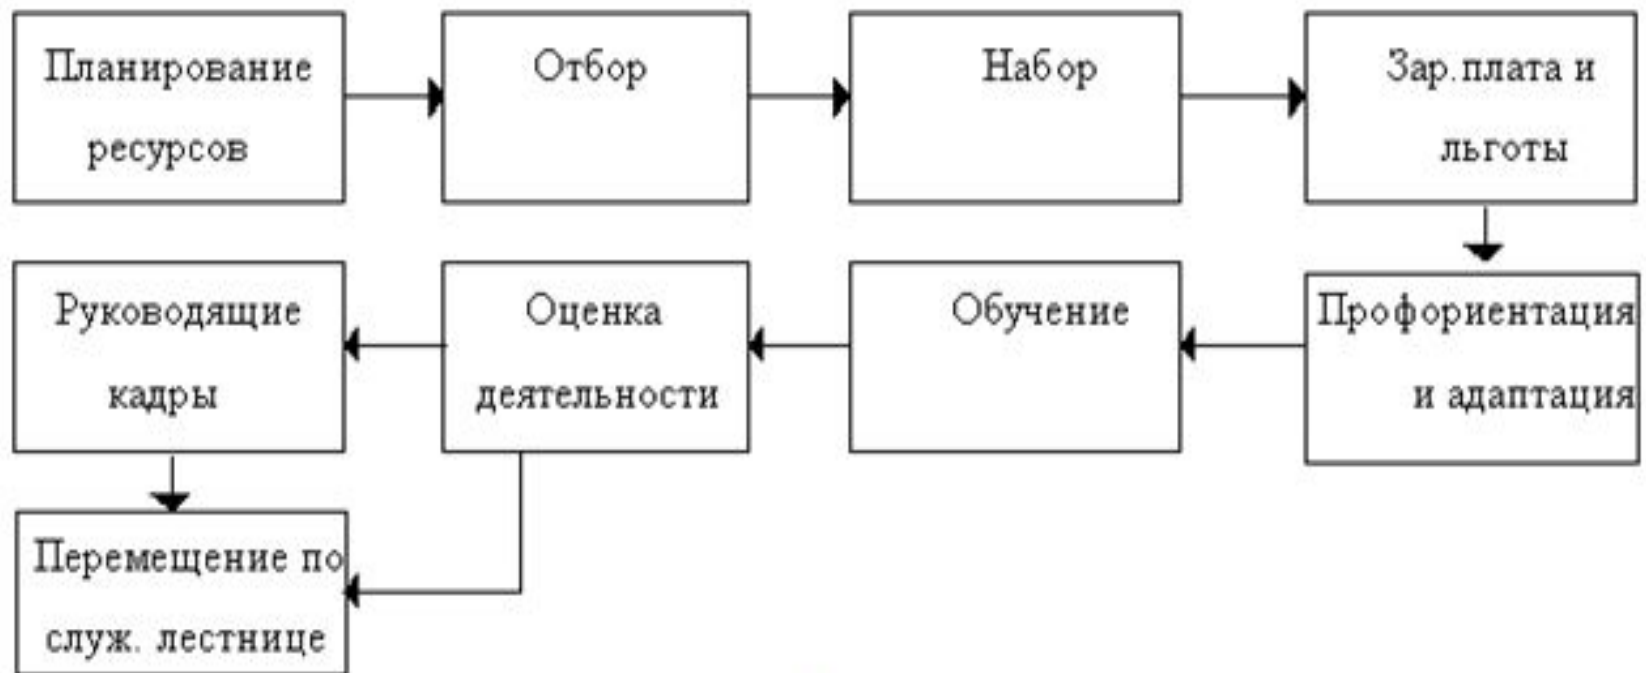 Планирование
ресурсов
Отбор
Набор
Зар.плата и
льготы
Руководящие
кадры
Оценка
деятельности
Обучение
Профориентация
и адаптация
Перемещение по
служ. лестнице